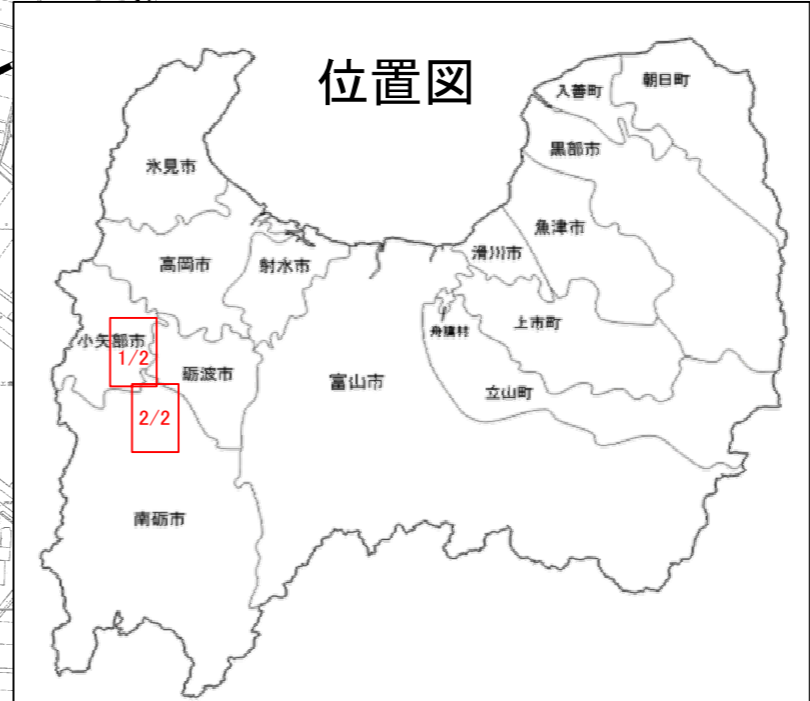 位置図
入善町
朝日町
黒部市
氷見市
魚津市
滑川市
高岡市
射水市
上市町
舟橋村
小矢部市
1/2
砺波市
富山市
立山町
2/2
南砺市